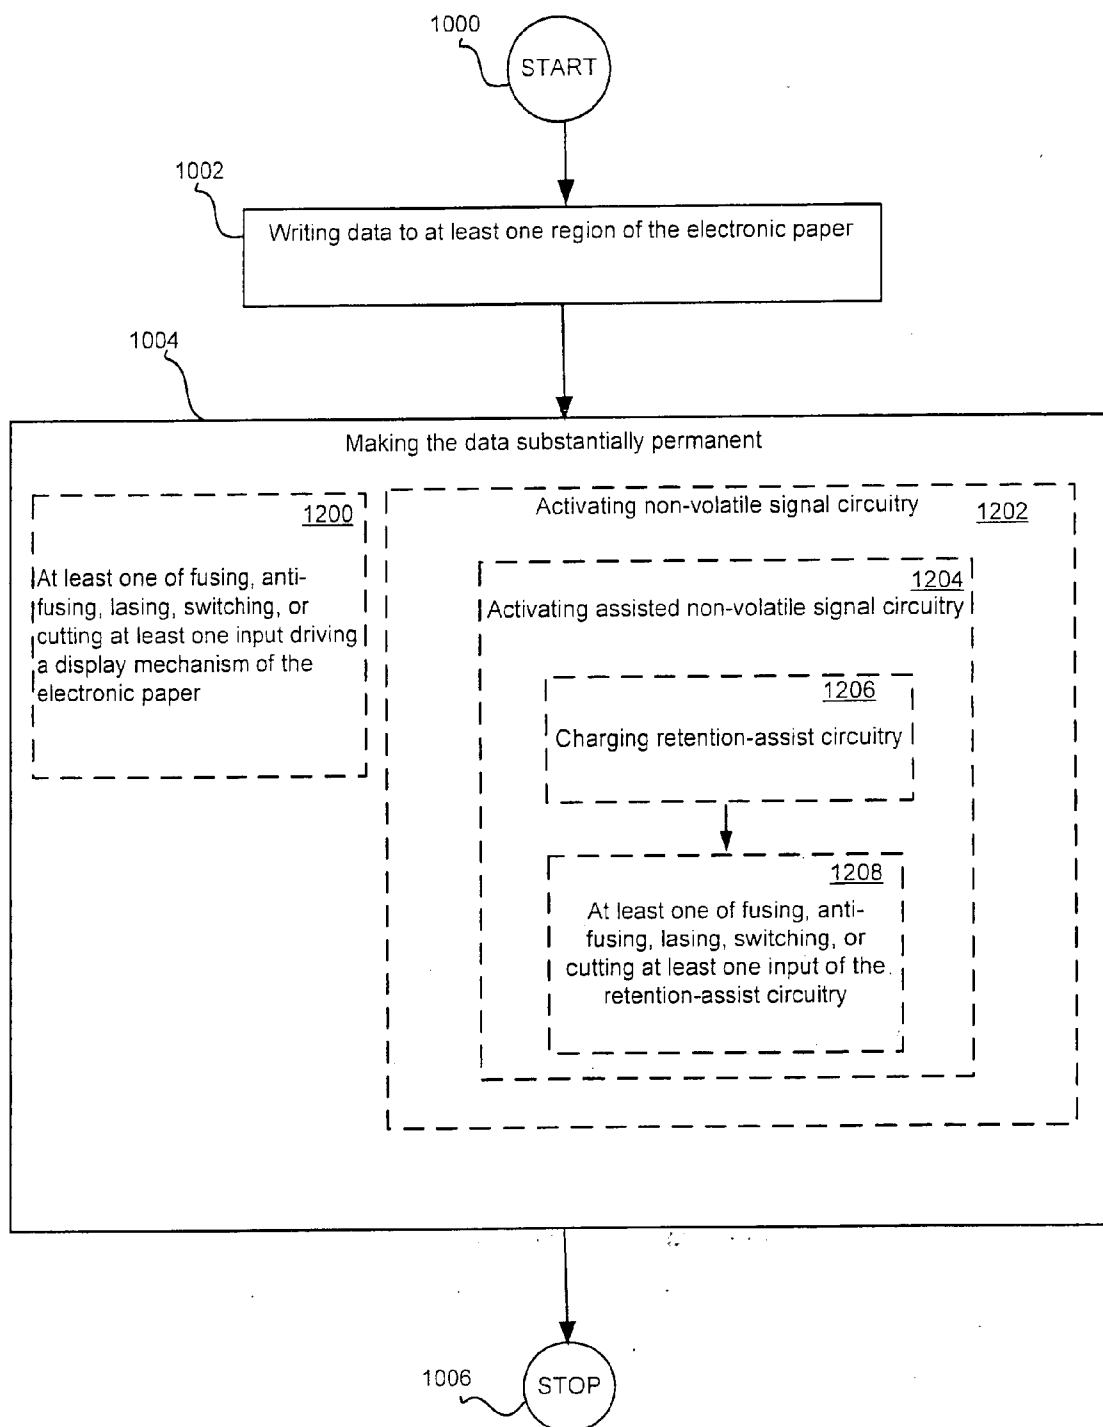 1000
START
1002
Writing data to at least one region of the electronic paper
1004
Making the data substantially permanent
1200
At least one of fusing, anti-
fusing, lasing, switching, or
cutting at least one input driving
a display mechanism of the
electronic paper
Activating non-volatile signal circuitry
1202
1204
Activating assisted non-volatile signal circuitry
1206
Charging retention-assist circuitry
1208
At least one of fusing, anti-
fusing, lasing, switching, or
cutting at least one input of the
retention-assist circuitry
1006
STOP